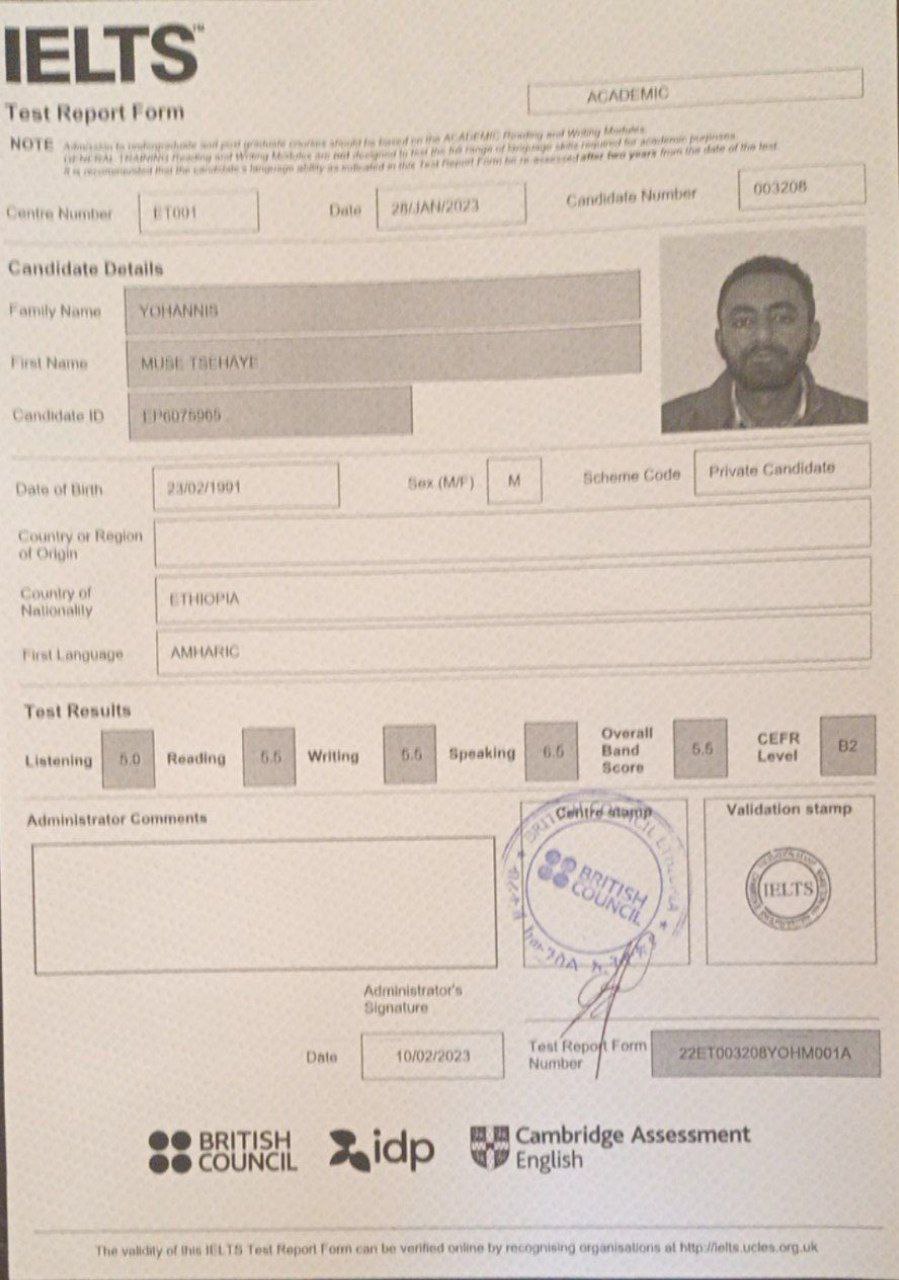 IELTS™
Test Report Form
ACADEMIC
NOTE Admission to undergraduate and post graduate courses should be based on the ACADEMIC Reading and Writing Modules.
GENERAL TRAINING Reading and Writing Modules are not designed to test the full range of language skills required for academic purposes.
It is recommended that the candidate's language ability as indicated in this Test Report Form be re-assessed after two years from the date of the test.
Centre Number ET001 Date 28/JAN/2023 Candidate Number 003208
Candidate Details
Family Name YOHANNIS
First Name MUSE TSEHAYE
Candidate ID EP6075965
Date of Birth 23/02/1991 Sex (M/F) M Scheme Code Private Candidate
Country or Region
of Origin
Country of
Nationality ETHIOPIA
First Language AMHARIC
Test Results
Listening 5.0 Reading 5.5 Writing 5.5 Speaking 6.5 Overall
Band
Score 5.5 CEFR
Level B2
Administrator Comments
Centre stamp
Validation stamp
BRITISH
COUNCIL
IELTS
Administrator's
Signature
Date 10/02/2023
Test Report Form
Number 22ET003208YOHM001A
BRITISH
COUNCIL
idp
Cambridge Assessment
English
The validity of this IELTS Test Report Form can be verified online by recognising organisations at http://ielts.ucles.org.uk